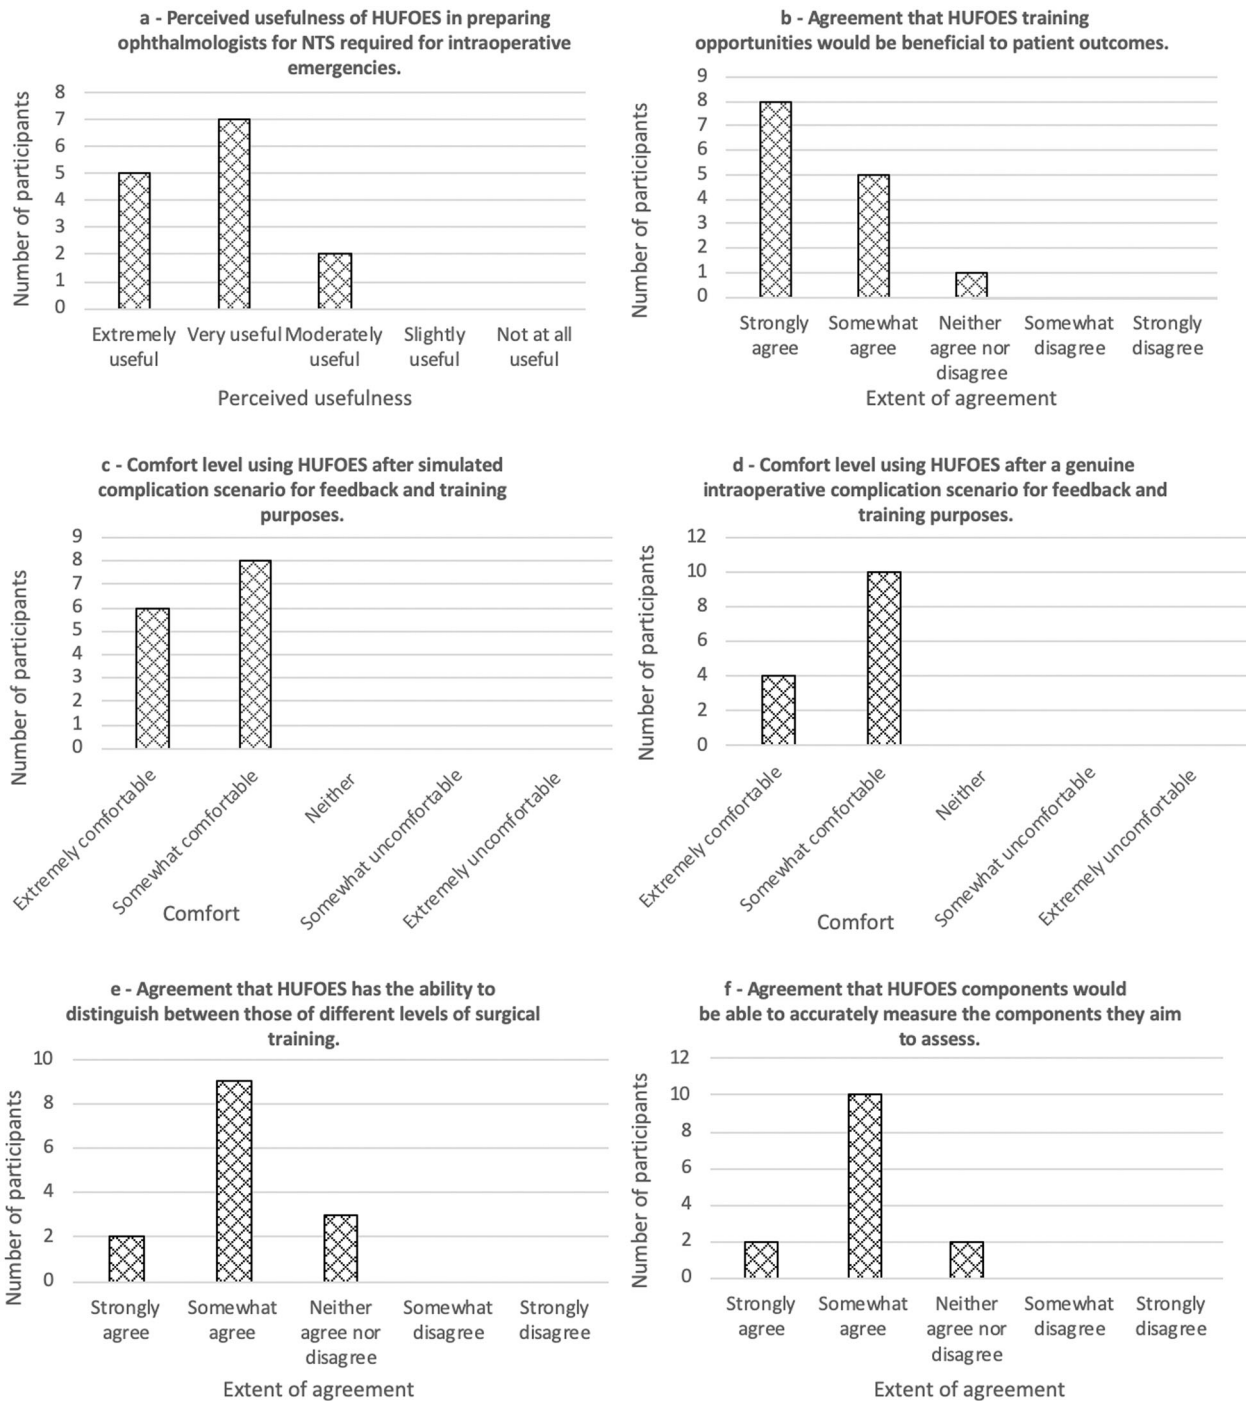 a - Perceived usefulness of HUFOES in preparing
ophthalmologists for NTS required for intraoperative
emergencies.
Number of participants
8
7
6
5
4
3
2
1
0
Extremely useful
Very useful
Moderately useful
Slightly useful
Not at all useful
Perceived usefulness
b - Agreement that HUFOES training
opportunities would be beneficial to patient outcomes.
Number of participants
9
8
7
6
5
4
3
2
1
0
Strongly agree
Somewhat agree
Neither agree nor disagree
Somewhat disagree
Strongly disagree
Extent of agreement
c - Comfort level using HUFOES after simulated
complication scenario for feedback and training
purposes.
Number of participants
9
8
7
6
5
4
3
2
1
0
Extremely comfortable
Somewhat comfortable
Neither
Somewhat uncomfortable
Extremely uncomfortable
Comfort
d - Comfort level using HUFOES after a genuine
intraoperative complication scenario for feedback and
training purposes.
Number of participants
12
10
8
6
4
2
0
Extremely comfortable
Somewhat comfortable
Neither
Somewhat uncomfortable
Extremely uncomfortable
Comfort
e - Agreement that HUFOES has the ability to
distinguish between those of different levels of surgical
training.
Number of participants
10
8
6
4
2
0
Strongly agree
Somewhat agree
Neither agree nor disagree
Somewhat disagree
Strongly disagree
Extent of agreement
f - Agreement that HUFOES components would
be able to accurately measure the components they aim
to assess.
Number of participants
12
10
8
6
4
2
0
Strongly agree
Somewhat agree
Neither agree nor disagree
Somewhat disagree
Strongly disagree
Extent of agreement